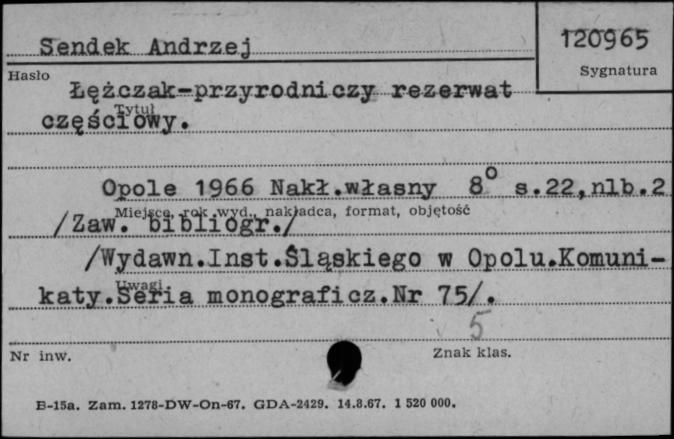 Sendek Andrzej
120965
Hasło
Sygnatura
Łężczak-przyrodniczy rezerwat
Tytuł
częściowy.
Opole 1966 Nakł.własny 8° s.22,nlb.2
Miejsce, rok wyd., nakładca, format, objętość
/Zaw. bibliogr./
/Wydawn.Inst.Śląskiego w Opolu.Komuni-
Uwagi
katy.Seria monograficz.Nr 75/.
5
Nr inw.
Znak klas.
B-15a. Zam. 1278-DW-On-67. GDA-2429. 14.8.67. 1 520 000.